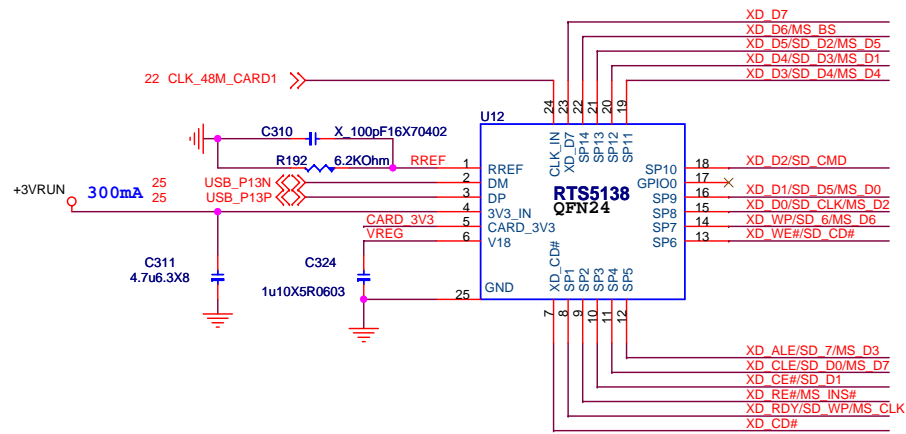 XD_D7
XD_D6/MS_BS
XD_D5/SD_D2/MS_D5
XD_D4/SD_D3/MS_D1
XD_D3/SD_D4/MS_D4
22 CLK_48M_CARD1
24
23
22
21
20
19
U12
CLK_IN
XD_D7
SP14
SP13
SP12
SP11
C310 X_100pF16X70402
R192 6.2KOhm RREF 1 RREF
SP10 18 XD_D2/SD_CMD
+3VRUN 300mA
25 USB_P13N 2 DM
GPIO0 17
25 USB_P13P 3 DP
RTS5138
SP9 16 XD_D1/SD_D5/MS_D0
4 3V3_IN
QFN24
SP8 15 XD_D0/SD_CLK/MS_D2
CARD_3V3 5 CARD_3V3
SP7 14 XD_WP/SD_6/MS_D6
VREG 6 V18
SP6 13 XD_WE#/SD_CD#
C311
4.7u6.3X8
C324
1u10X5R0603
25 GND
XD_CD#
SP1
SP2
SP3
SP4
SP5
7
8
9
10
11
12
XD_ALE/SD_7/MS_D3
XD_CLE/SD_D0/MS_D7
XD_CE#/SD_D1
XD_RE#/MS_INS#
XD_RDY/SD_WP/MS_CLK
XD_CD#